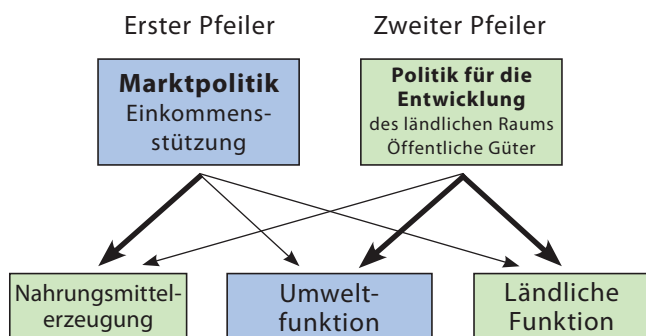 Erster Pfeiler
Zweiter Pfeiler
Marktpolitik
Einkommens-
stützung
Politik für die
Entwicklung
des ländlichen Raums
Öffentliche Güter
Nahrungsmittel-
erzeugung
Umwelt-
funktion
Ländliche
Funktion